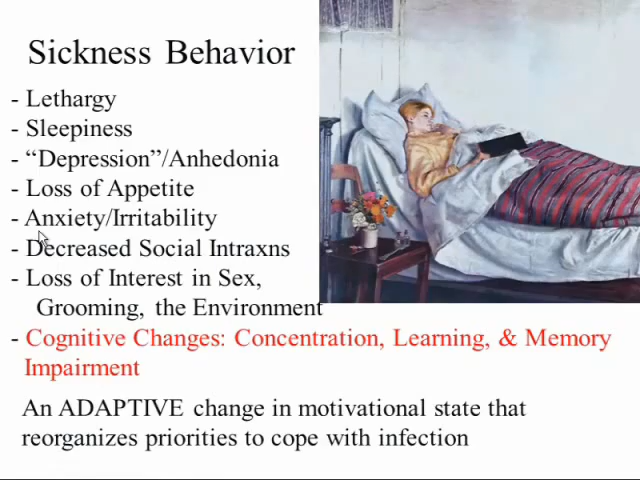 Sickness Behavior
- Lethargy
- Sleepiness
- “Depression”/Anhedonia
- Loss of Appetite
- Anxiety/Irritability
- Decreased Social Intraxns
- Loss of Interest in Sex,
Grooming, the Environment
- Cognitive Changes: Concentration, Learning, & Memory
Impairment
An ADAPTIVE change in motivational state that
reorganizes priorities to cope with infection